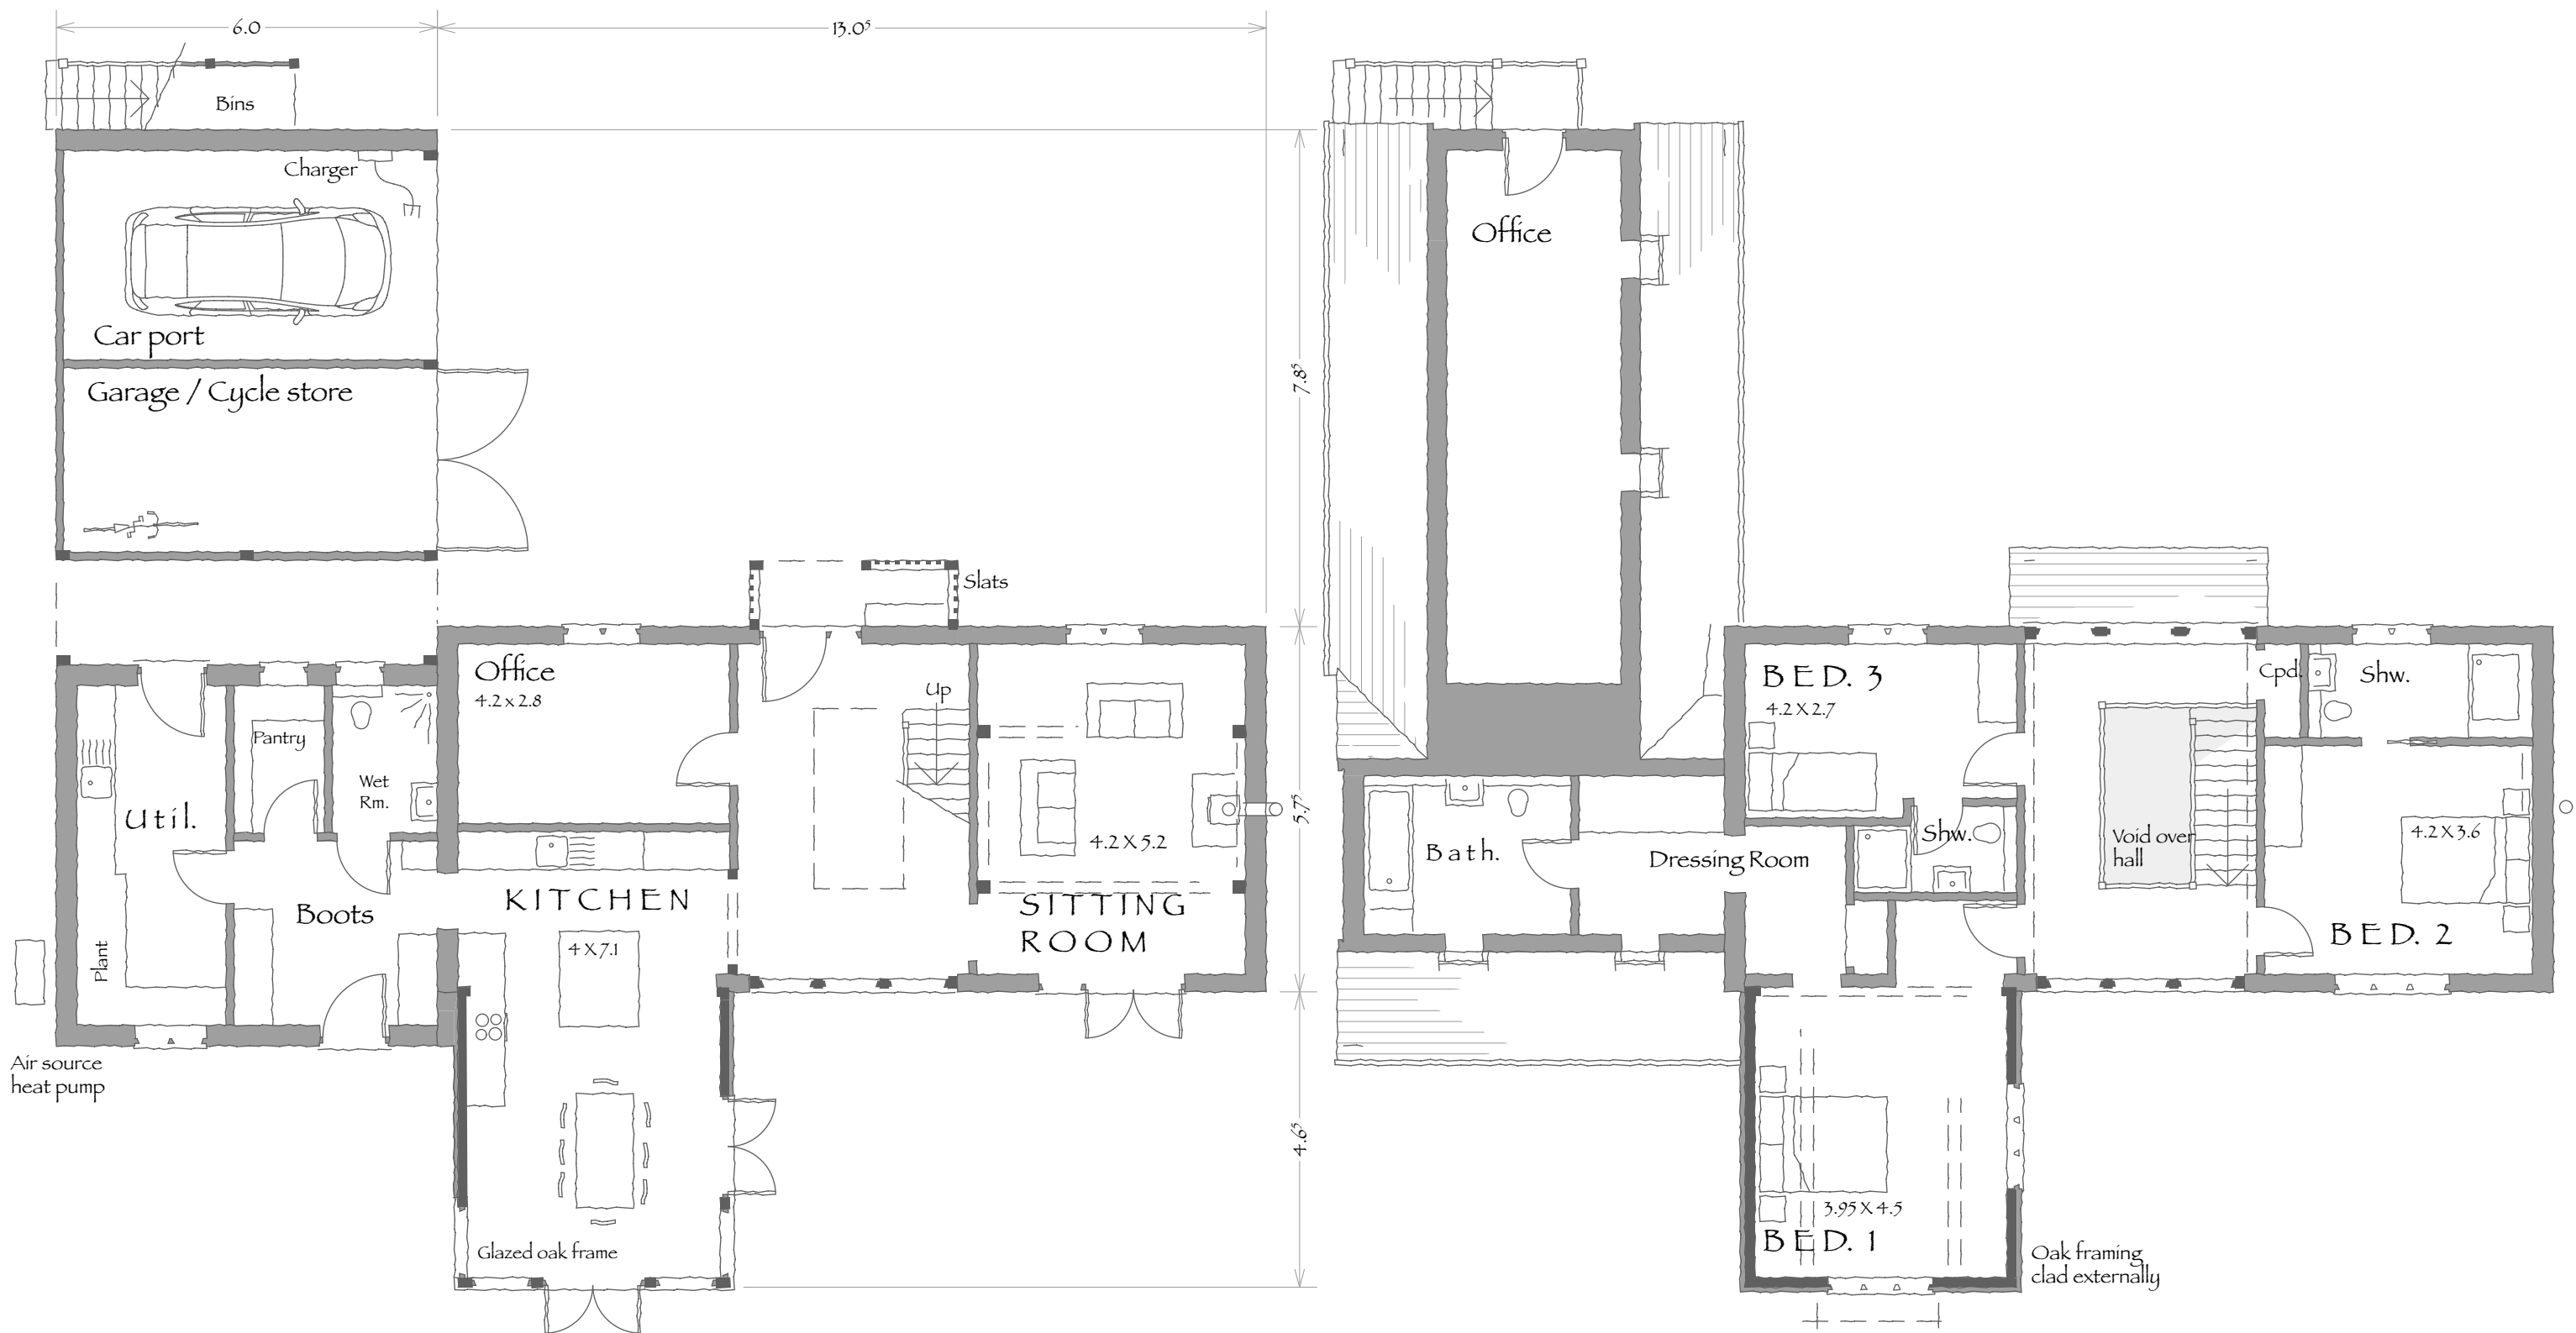 6.0
13.0⁵
Bins
Charger
Car port
Garage / Cycle store
7.8⁵
Slats
Office
4.2 x 2.8
Up
Pantry
Wet
Rm.
Util.
Boots
Plant
Air source
heat pump
KITCHEN
4 X 7.1
4.2 X 5.2
SITTING
ROOM
5.7⁵
4.6⁵
Glazed oak frame
Office
BED. 3
4.2 X 2.7
Cpd.
Shw.
Bath.
Dressing Room
Shw.
Void over
hall
4.2 X 3.6
BED. 2
3.95 X 4.5
BED. 1
Oak framing
clad externally